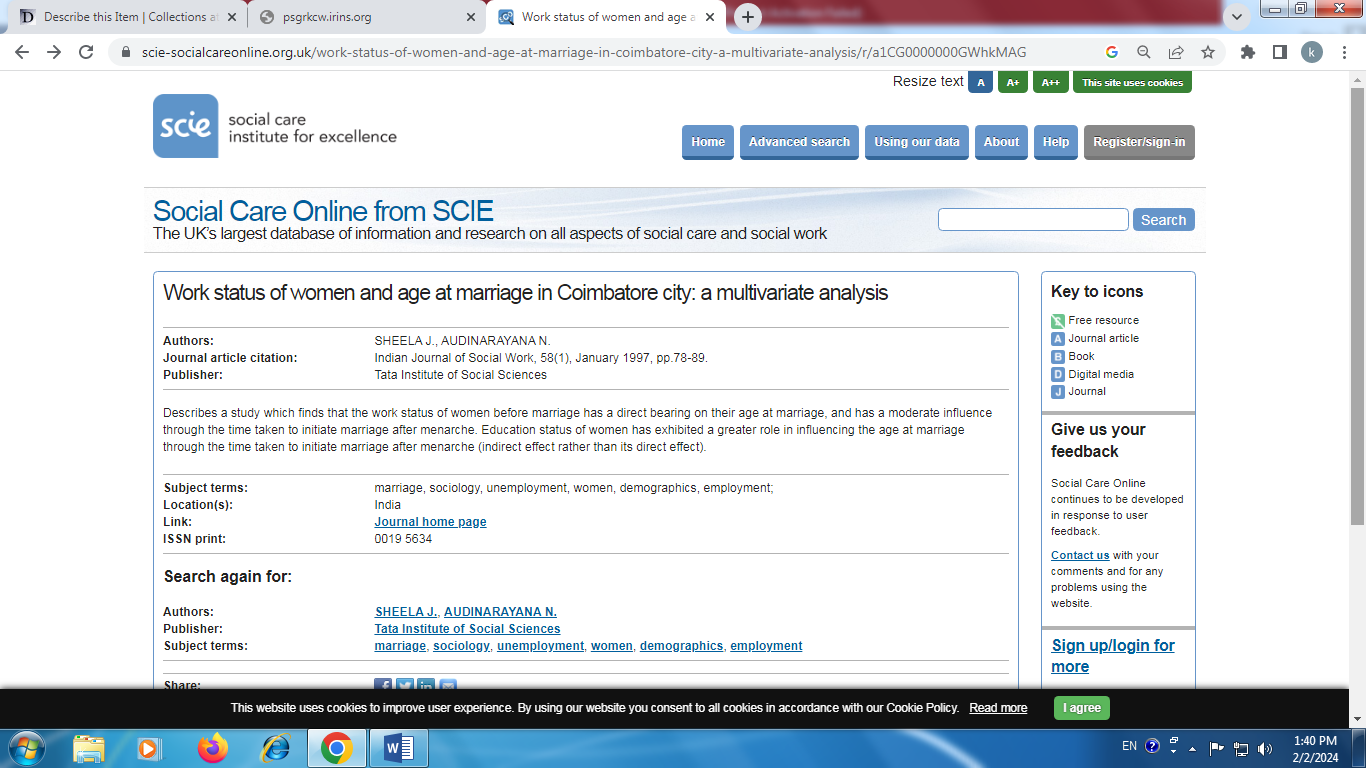 Describe this Item | Collections at
psgrkcw.irins.org
Work status of women and age a
scie-socialcareonline.org.uk/work-status-of-women-and-age-at-marriage-in-coimbatore-city-a-multivariate-analysis/r/a1CG0000000GWhkMAG
k
Resize text A A+ A++ This site uses cookies
scie social care
institute for excellence
Home Advanced search Using our data About Help Register/sign-in
Social Care Online from SCIE
The UK's largest database of information and research on all aspects of social care and social work
Search
Work status of women and age at marriage in Coimbatore city: a multivariate analysis
Authors: SHEELA J., AUDINARAYANA N.
Journal article citation: Indian Journal of Social Work, 58(1), January 1997, pp.78-89.
Publisher: Tata Institute of Social Sciences
Describes a study which finds that the work status of women before marriage has a direct bearing on their age at marriage, and has a moderate influence
through the time taken to initiate marriage after menarche. Education status of women has exhibited a greater role in influencing the age at marriage
through the time taken to initiate marriage after menarche (indirect effect rather than its direct effect).
Subject terms: marriage, sociology, unemployment, women, demographics, employment;
Location(s): India
Link: Journal home page
ISSN print: 0019 5634
Search again for:
Authors: SHEELA J., AUDINARAYANA N.
Publisher: Tata Institute of Social Sciences
Subject terms: marriage, sociology, unemployment, women, demographics, employment
Share:
Key to icons
Free resource
A Journal article
B Book
D Digital media
J Journal
Give us your
feedback
Social Care Online
continues to be developed
in response to user
feedback.
Contact us with your
comments and for any
problems using the
website.
Sign up/login for
more
This website uses cookies to improve user experience. By using our website you consent to all cookies in accordance with our Cookie Policy. Read more I agree
EN
1:40 PM
2/2/2024